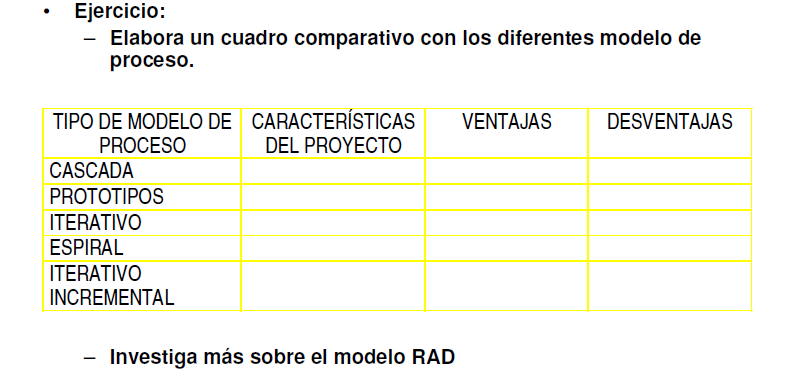 • Ejercicio:
– Elabora un cuadro comparativo con los diferentes modelo de
proceso.
TIPO DE MODELO DE PROCESO CARACTERÍSTICAS DEL PROYECTO VENTAJAS DESVENTAJAS
CASCADA
PROTOTIPOS
ITERATIVO
ESPIRAL
ITERATIVO
INCREMENTAL
– Investiga más sobre el modelo RAD